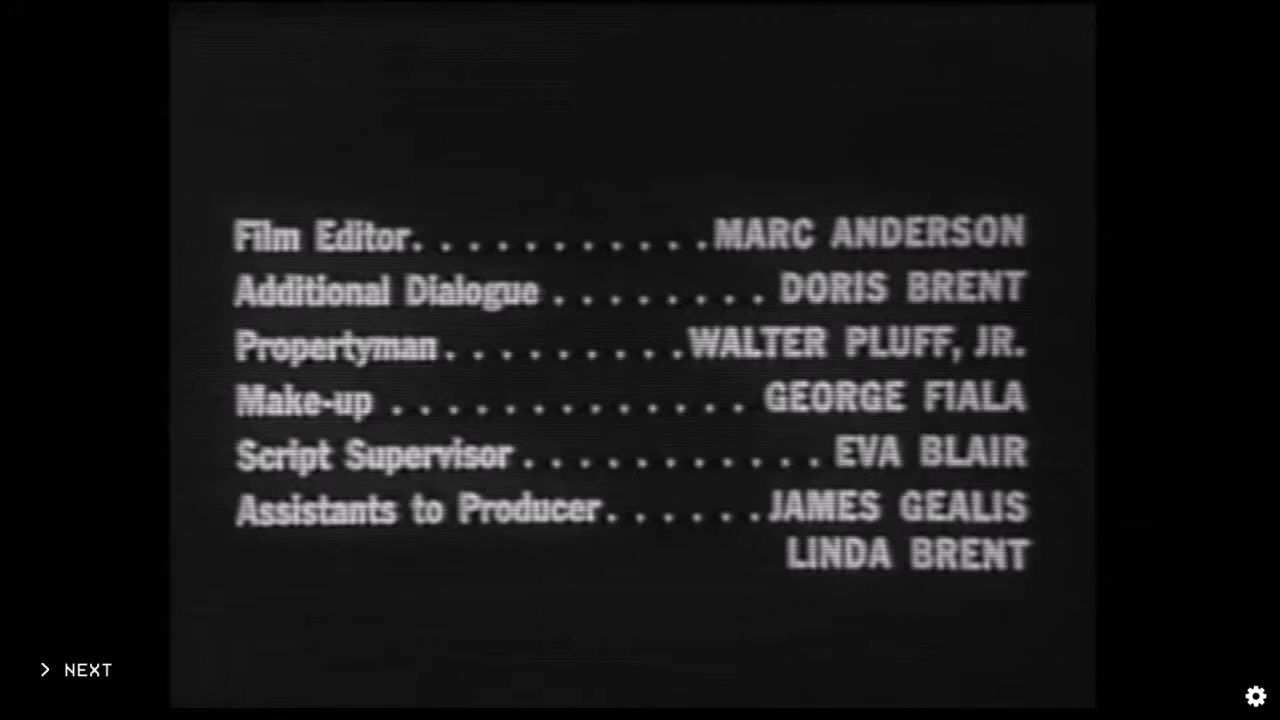 Film Editor. . . . . . . . . . .MARC ANDERSON
Additional Dialogue . . . . . . . . DORIS BRENT
Propertyman. . . . . . . . .WALTER PLUFF, JR.
Make-up . . . . . . . . . . . . . GEORGE FIALA
Script Supervisor. . . . . . . . . . . EVA BLAIR
Assistants to Producer. . . . . .JAMES GEALIS
LINDA BRENT
> NEXT